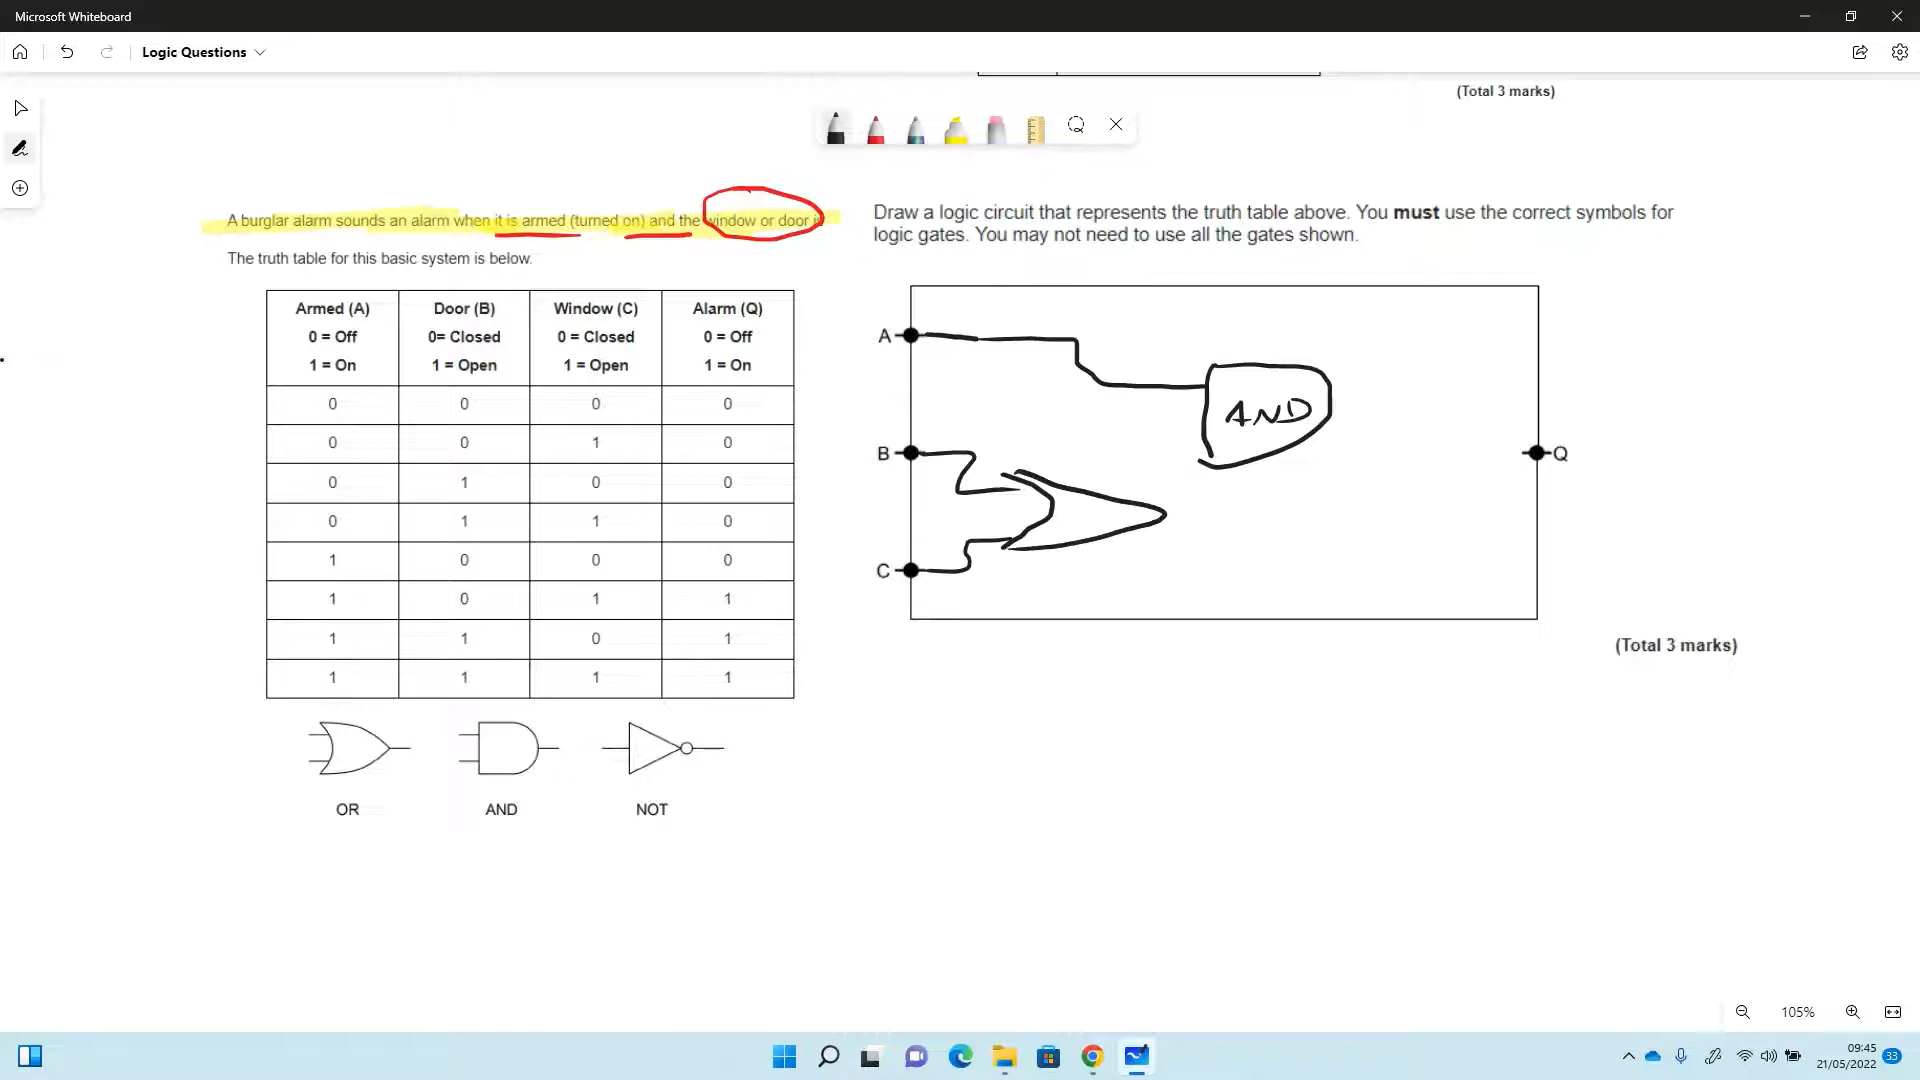 Microsoft Whiteboard
Logic Questions
(Total 3 marks)
A burglar alarm sounds an alarm when it is armed (turned on) and the window or door
The truth table for this basic system is below.
Armed (A) Door (B) Window (C) Alarm (Q)
0 = Off 0= Closed 0 = Closed 0 = Off
1 = On 1 = Open 1 = Open 1 = On
0 0 0 0
0 0 1 0
0 1 0 0
0 1 1 0
1 0 0 0
1 0 1 1
1 1 0 1
1 1 1 1
OR AND NOT
Draw a logic circuit that represents the truth table above. You must use the correct symbols for
logic gates. You may not need to use all the gates shown.
A
AND
B
Q
C
(Total 3 marks)
105%
09:45
21/05/2022
33